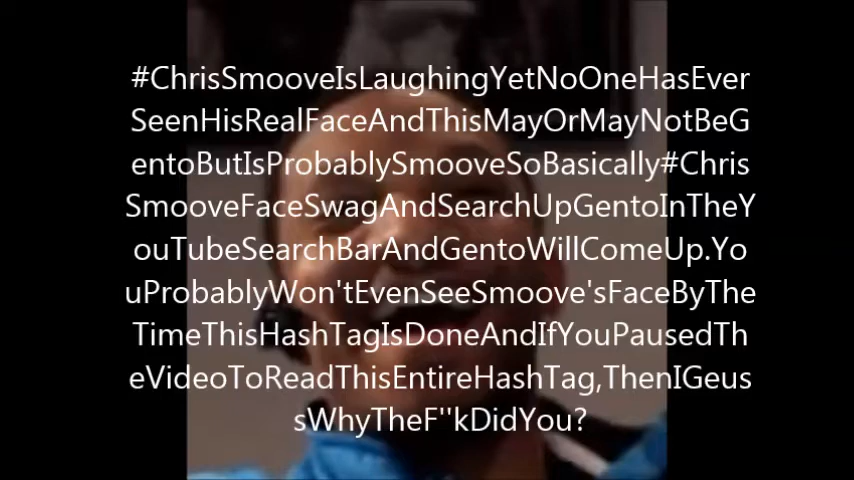 #ChrisSmooveIsLaughingYetNoOneHasEver
SeenHisRealFaceAndThisMayOrMayNotBeG
entoButIsProbablySmooveSoBasically#Chris
SmooveFaceSwagAndSearchUpGentoInTheY
ouTubeSearchBarAndGentoWillComeUp.Yo
uProbablyWon'tEvenSeeSmoove'sFaceByThe
TimeThisHashTagIsDoneAndIfYouPausedTh
eVideoToReadThisEntireHashTag,ThenIGeus
sWhyTheF''kDidYou?